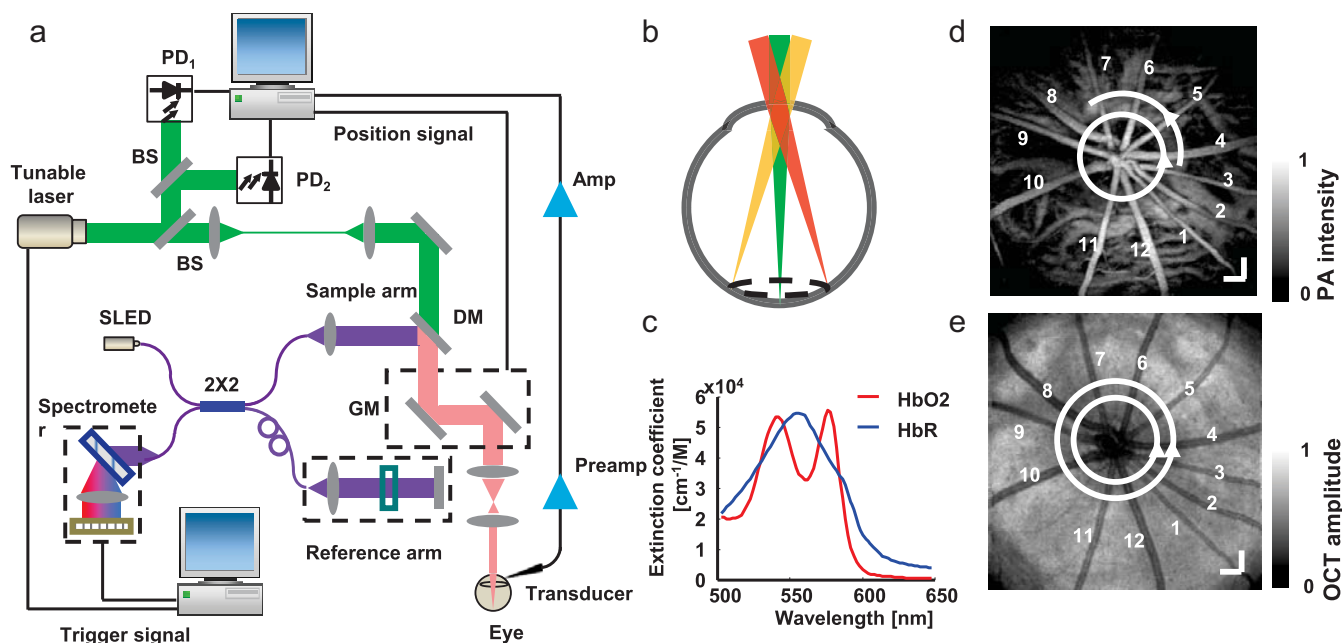 a
PD1
BS
Position signal
Tunable
laser
PD2
BS
Amp
Sample arm
DM
SLED
2X2
GM
Spectromete
Preamp
Reference arm
Transducer
Eye
Trigger signal
b
c
x10⁴
6
5
4
3
2
1
0
Extinction coefficient
[cm⁻¹/M]
HbO2
HbR
500
550
600
650
Wavelength [nm]
d
7
6
8
5
9
4
10
3
2
1
11
12
1
0
PA intensity
e
7
6
8
5
9
4
10
3
2
1
11
12
1
0
OCT amplitude